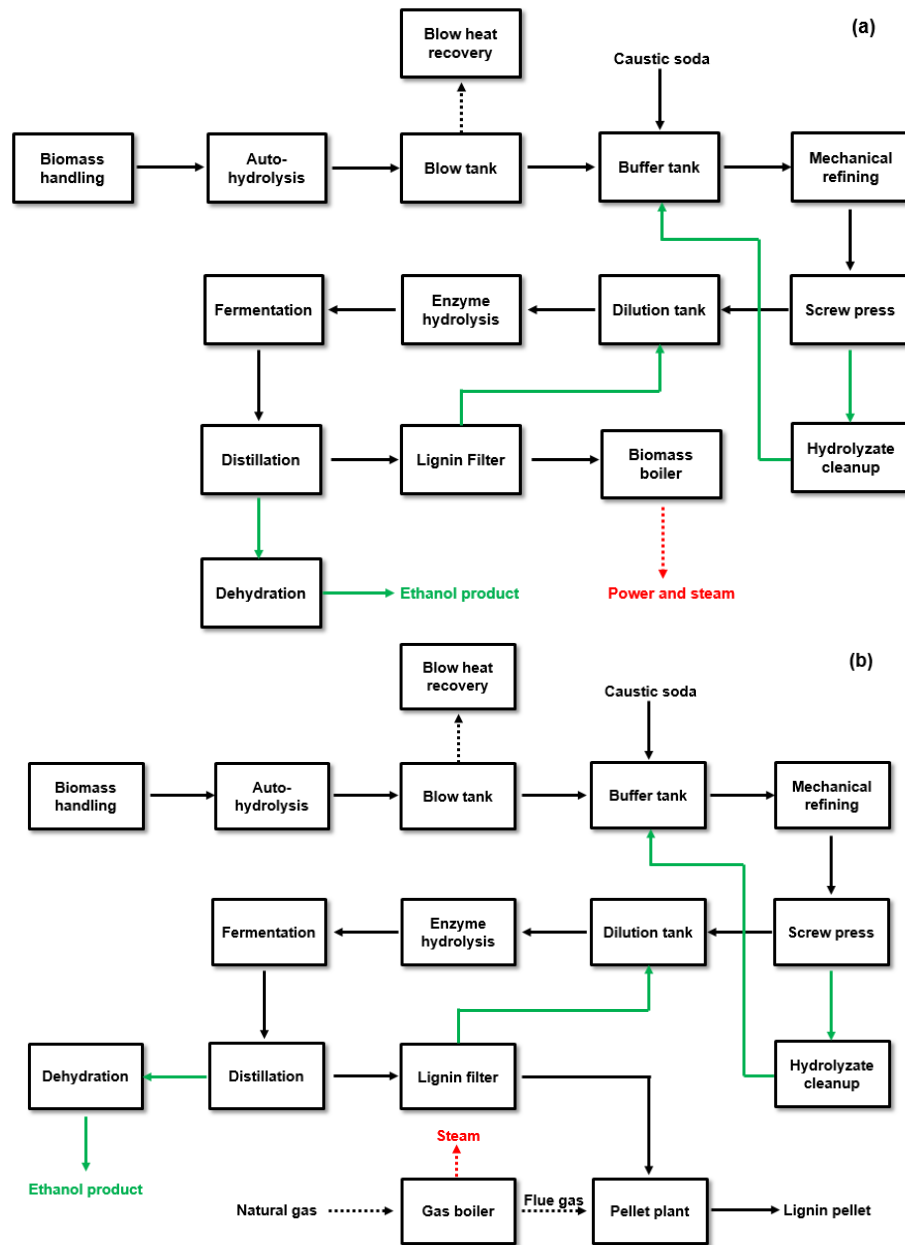 (a)
Blow heat
recovery
Caustic soda
Biomass
handling
Auto-
hydrolysis
Blow tank
Buffer tank
Mechanical
refining
Fermentation
Enzyme
hydrolysis
Dilution tank
Screw press
Distillation
Lignin Filter
Biomass
boiler
Hydrolyzate
cleanup
Dehydration
Ethanol product
Power and steam
(b)
Blow heat
recovery
Caustic soda
Biomass
handling
Auto-
hydrolysis
Blow tank
Buffer tank
Mechanical
refining
Fermentation
Enzyme
hydrolysis
Dilution tank
Screw press
Dehydration
Distillation
Lignin filter
Hydrolyzate
cleanup
Steam
Ethanol product
Natural gas
Gas boiler
Flue gas
Pellet plant
Lignin pellet